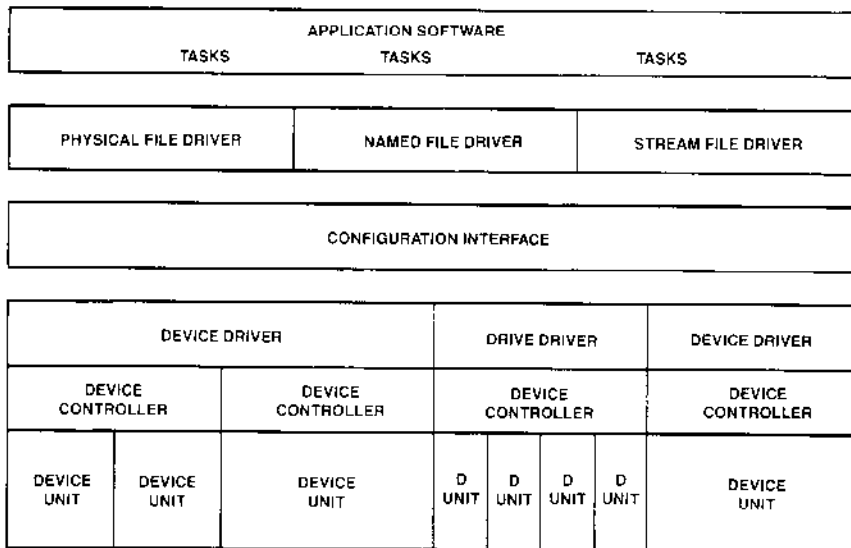 APPLICATION SOFTWARE
TASKS TASKS TASKS
PHYSICAL FILE DRIVER NAMED FILE DRIVER STREAM FILE DRIVER
CONFIGURATION INTERFACE
DEVICE DRIVER DRIVE DRIVER DEVICE DRIVER
DEVICE DEVICE DEVICE DEVICE
CONTROLLER CONTROLLER CONTROLLER CONTROLLER
DEVICE DEVICE DEVICE D D D D DEVICE
UNIT UNIT UNIT UNIT UNIT UNIT UNIT UNIT